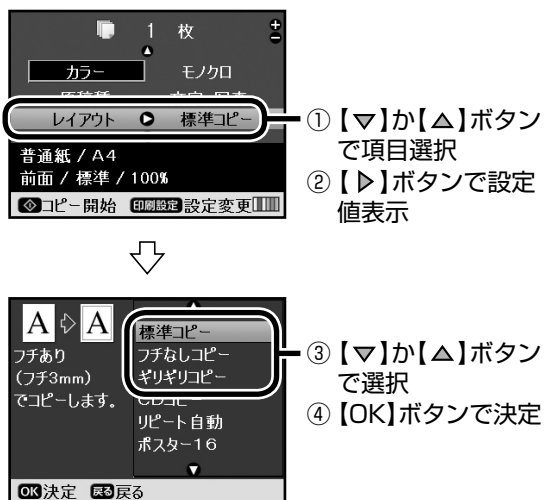 1 枚
カラー モノクロ
レイアウト 標準コピー
普通紙 / A4
前面 / 標準 / 100%
コピー開始 印刷設定 設定変更
① 【▽】か【△】ボタン
で項目選択
② 【▷】ボタンで設定
値表示
A A
フチあり
(フチ3mm)
でコピーします。
標準コピー
フチなしコピー
ギリギリコピー
CDコピー
リピート自動
ポスター16
OK 決定 戻る 戻る
③ 【▽】か【△】ボタン
で選択
④ 【OK】ボタンで決定